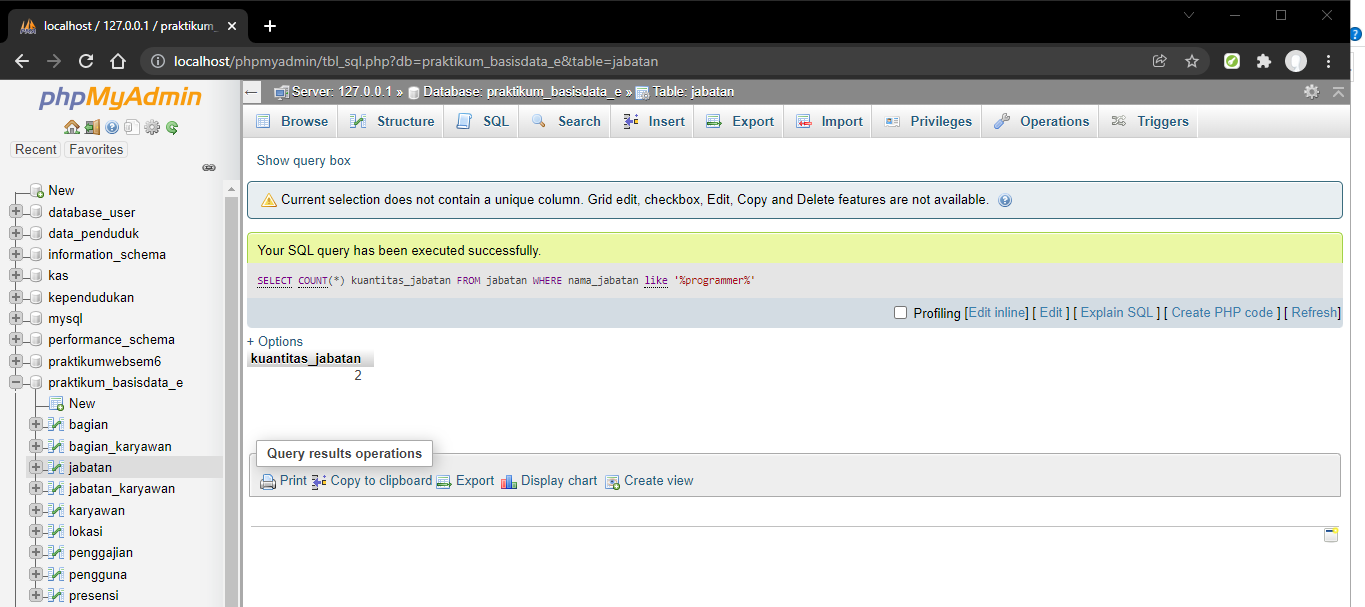 localhost / 127.0.0.1 / praktikum_
localhost/phpmyadmin/tbl_sql.php?db=praktikum_basisdata_e&table=jabatan
phpMyAdmin
Recent Favorites
New
database_user
data_penduduk
information_schema
kas
kependudukan
mysql
performance_schema
praktikumwebsem6
praktikum_basisdata_e
New
bagian
bagian_karyawan
jabatan
jabatan_karyawan
karyawan
lokasi
penggajian
pengguna
presensi
Server: 127.0.0.1 » Database: praktikum_basisdata_e » Table: jabatan
Browse Structure SQL Search Insert Export Import Privileges Operations Triggers
Show query box
Current selection does not contain a unique column. Grid edit, checkbox, Edit, Copy and Delete features are not available.
Your SQL query has been executed successfully.
SELECT COUNT(*) kuantitas_jabatan FROM jabatan WHERE nama_jabatan like '%programmer%'
Profiling [Edit inline] [ Edit ] [ Explain SQL ] [ Create PHP code ] [ Refresh]
+ Options
kuantitas_jabatan
2
Query results operations
Print Copy to clipboard Export Display chart Create view